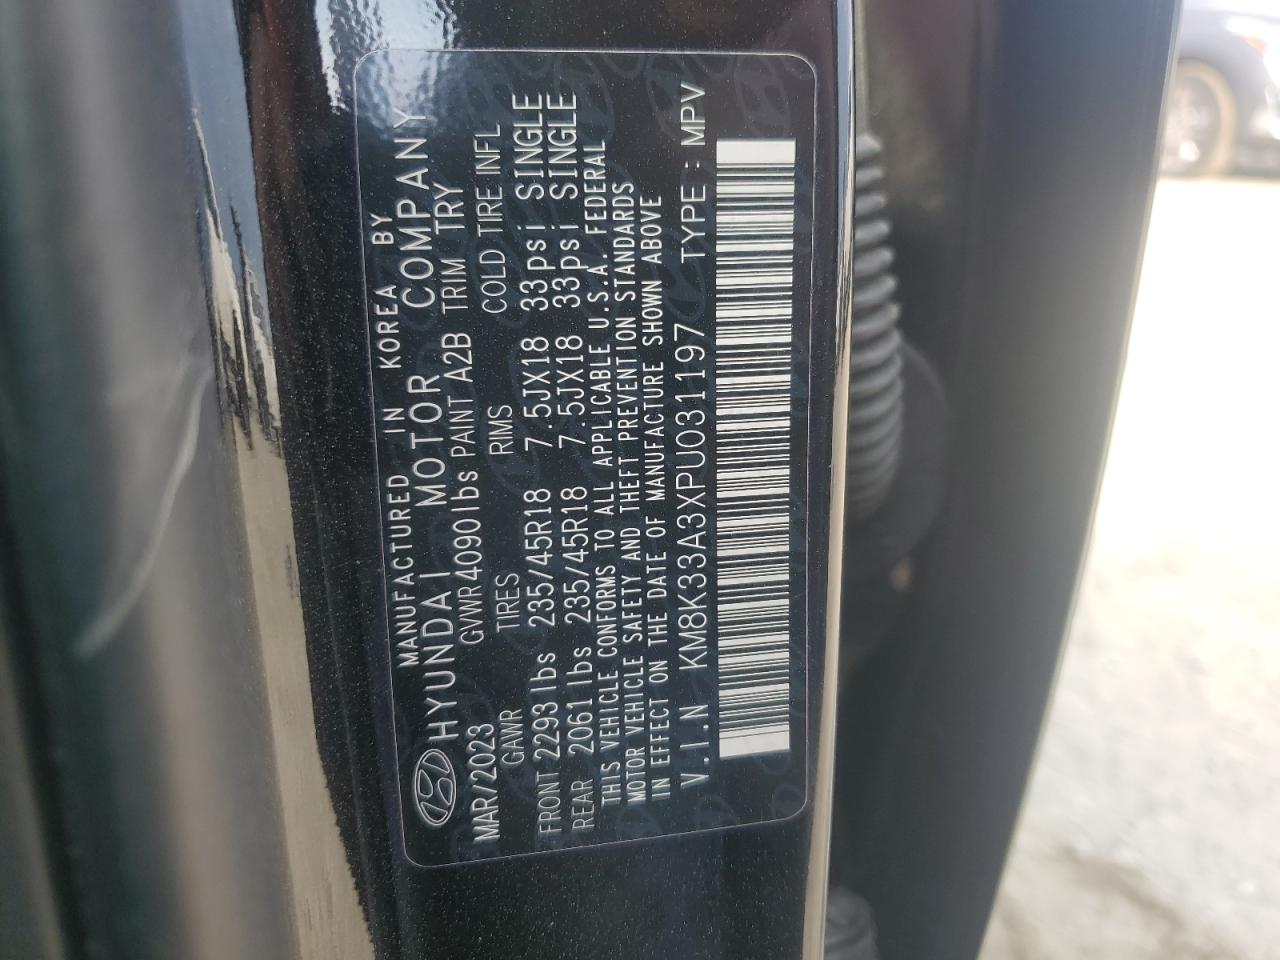 MANUFACTURED IN KOREA BY
HYUNDAI MOTOR COMPANY
MAR/2023 GVWR 4090lbs PAINT A2B TRIM TRY
GAWR TIRES RIMS COLD TIRE INFL
FRONT 2293lbs 235/45R18 7.5JX18 33psi SINGLE
REAR 2061lbs 235/45R18 7.5JX18 33psi SINGLE
THIS VEHICLE CONFORMS TO ALL APPLICABLE U.S.A. FEDERAL
MOTOR VEHICLE SAFETY AND THEFT PREVENTION STANDARDS
IN EFFECT ON THE DATE OF MANUFACTURE SHOWN ABOVE
V.I.N KM8K33A3XPU031197 TYPE : MPV